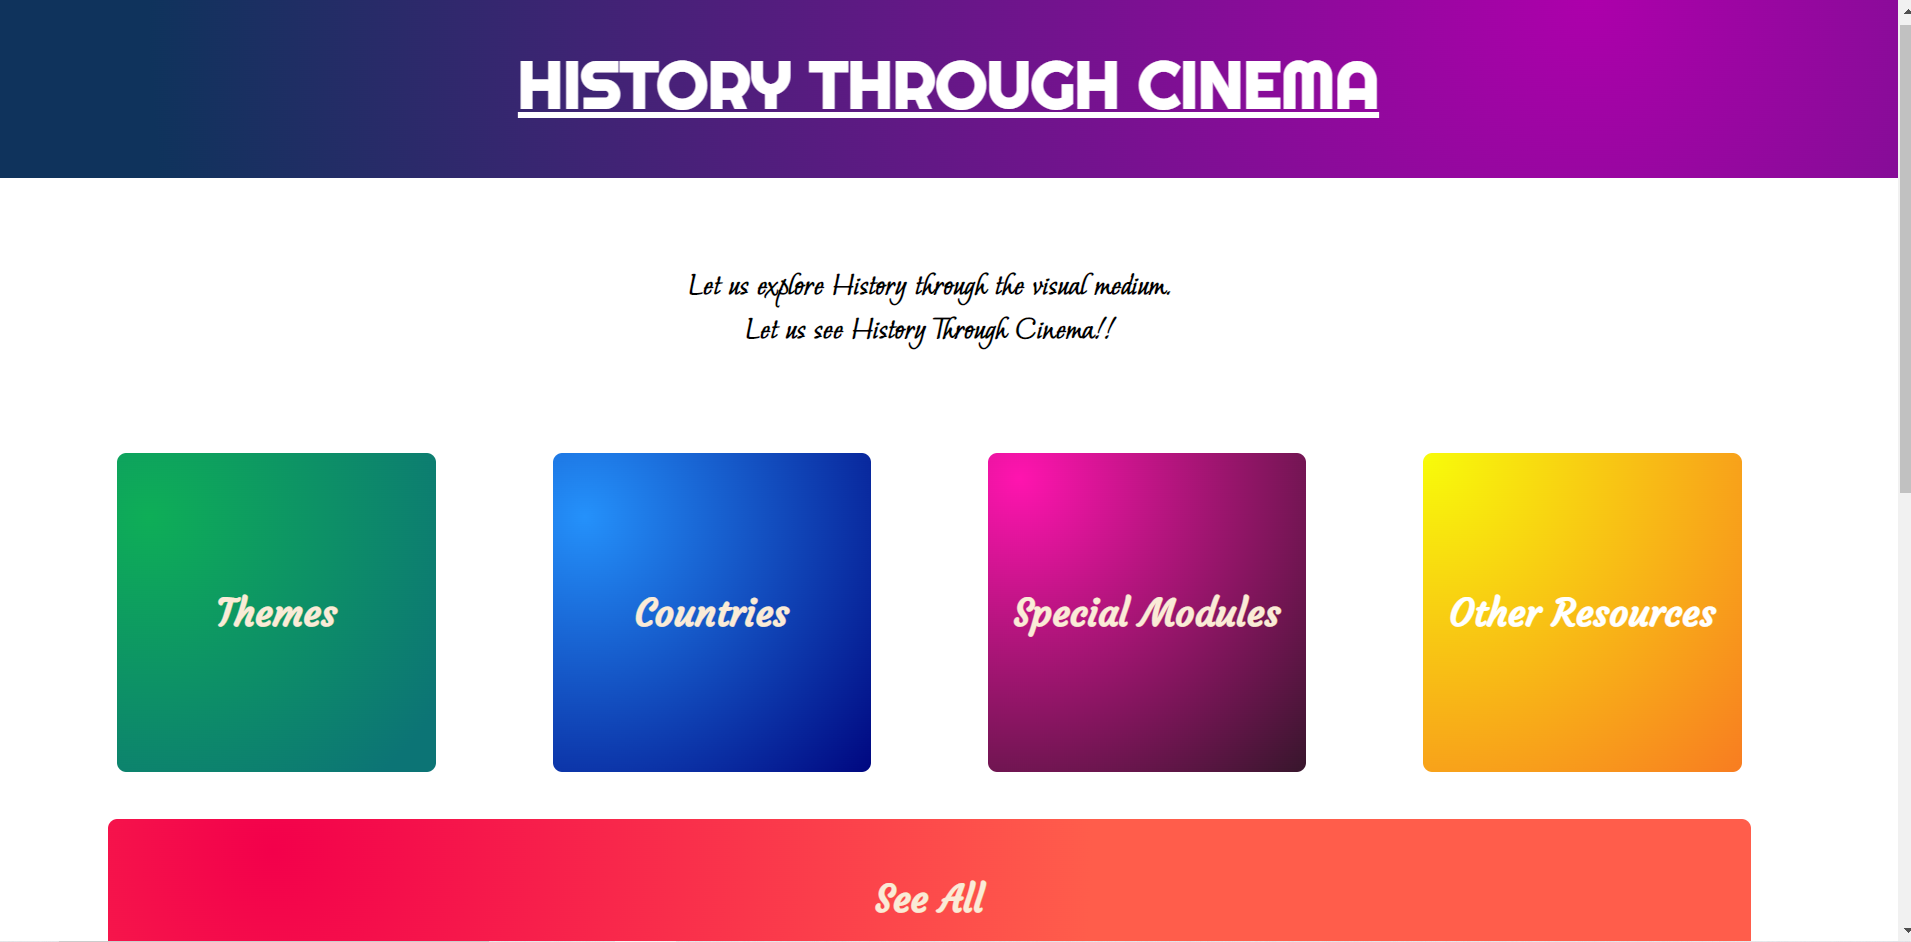 HISTORY THROUGH CINEMA
Let us explore History through the visual medium.
Let us see History Through Cinema!!
Themes
Countries
Special Modules
Other Resources
See All